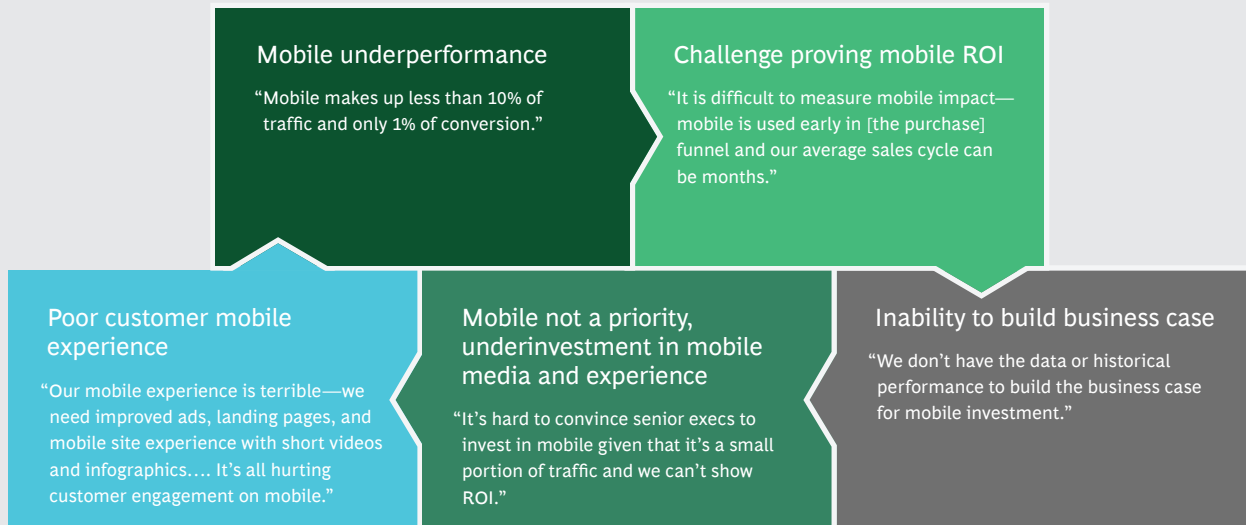 Mobile underperformance
“Mobile makes up less than 10% of
traffic and only 1% of conversion.”
Challenge proving mobile ROI
“It is difficult to measure mobile impact—
mobile is used early in [the purchase]
funnel and our average sales cycle can
be months.”
Poor customer mobile
experience
“Our mobile experience is terrible—we
need improved ads, landing pages, and
mobile site experience with short videos
and infographics.... It’s all hurting
customer engagement on mobile.”
Mobile not a priority,
underinvestment in mobile
media and experience
“It’s hard to convince senior execs to
invest in mobile given that it’s a small
portion of traffic and we can’t show
ROI.”
Inability to build business case
“We don’t have the data or historical
performance to build the business case
for mobile investment.”